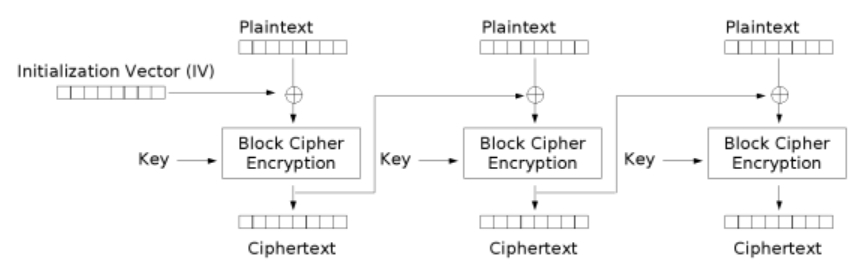 Plaintext
Plaintext
Plaintext
Initialization Vector (IV)
Key
Block Cipher
Encryption
Key
Block Cipher
Encryption
Key
Block Cipher
Encryption
Ciphertext
Ciphertext
Ciphertext